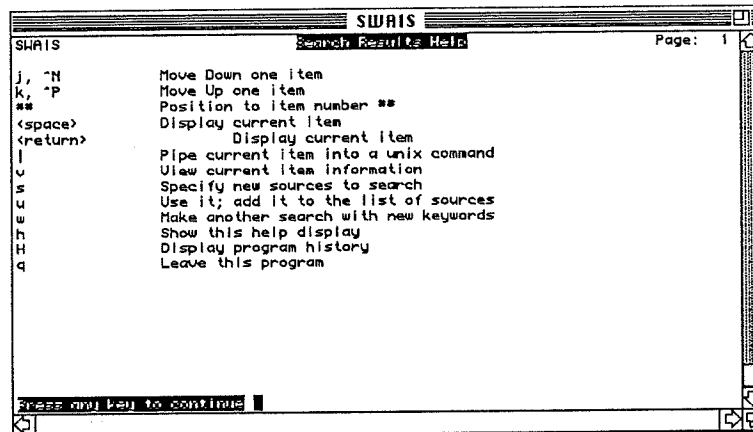 SWAIS
SWAIS Search Results Help Page: 1
j, ^N Move Down one item
k, ^P Move Up one item
## Position to item number ##
<space> Display current item
<return> Display current item
| Pipe current item into a unix command
v View current item information
s Specify new sources to search
u Use it; add it to the list of sources
w Make another search with new keywords
h Show this help display
H Display program history
q Leave this program
Press any key to continue